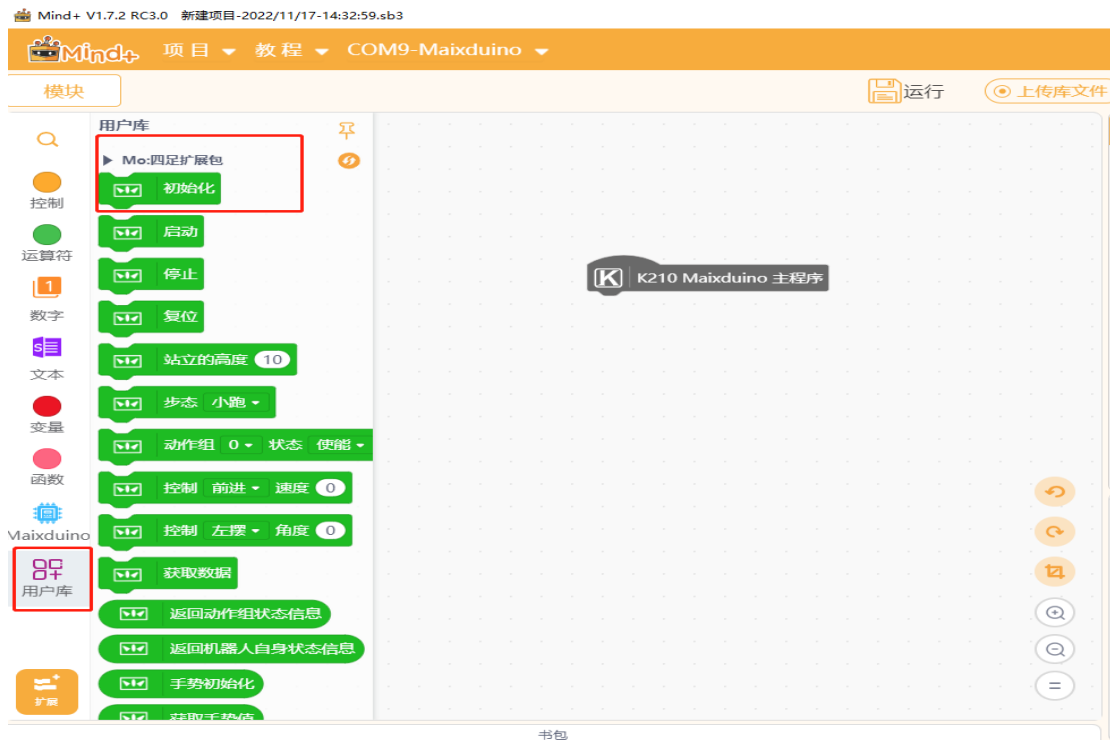 Mind+ V1.7.2 RC3.0 新建项目-2022/11/17-14:32:59.sb3
Mind+ 项目 教程 COM9-Maixduino
模块 运行 上传库文件
用户库
Mo:四足扩展包
初始化
启动
停止
复位
站立的高度 10
步态 小跑
动作组 0 状态 使能
控制 前进 速度 0
控制 左摆 角度 0
获取数据
返回动作组状态信息
返回机器人自身状态信息
手势初始化
获取手势值
控制
运算符
1
数字
S
文本
变量
函数
Maixduino
用户库
扩展
K K210 Maixduino 主程序
书包